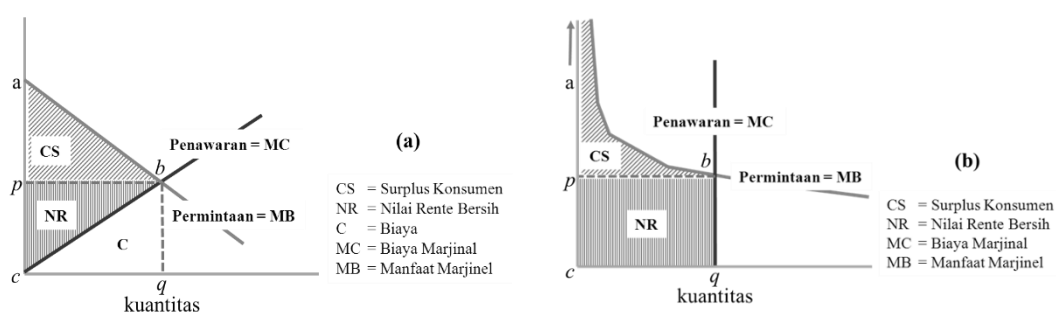 a
CS
b
Penawaran = MC
p
NR
C
Permintaan = MB
c
q
kuantitas
(a)
CS = Surplus Konsumen
NR = Nilai Rente Bersih
C = Biaya
MC = Biaya Marjinal
MB = Manfaat Marjinel
a
Penawaran = MC
CS
b
p
Permintaan = MB
NR
c
q
kuantitas
(b)
CS = Surplus Konsumen
NR = Nilai Rente Bersih
MC = Biaya Marjinal
MB = Manfaat Marjinel